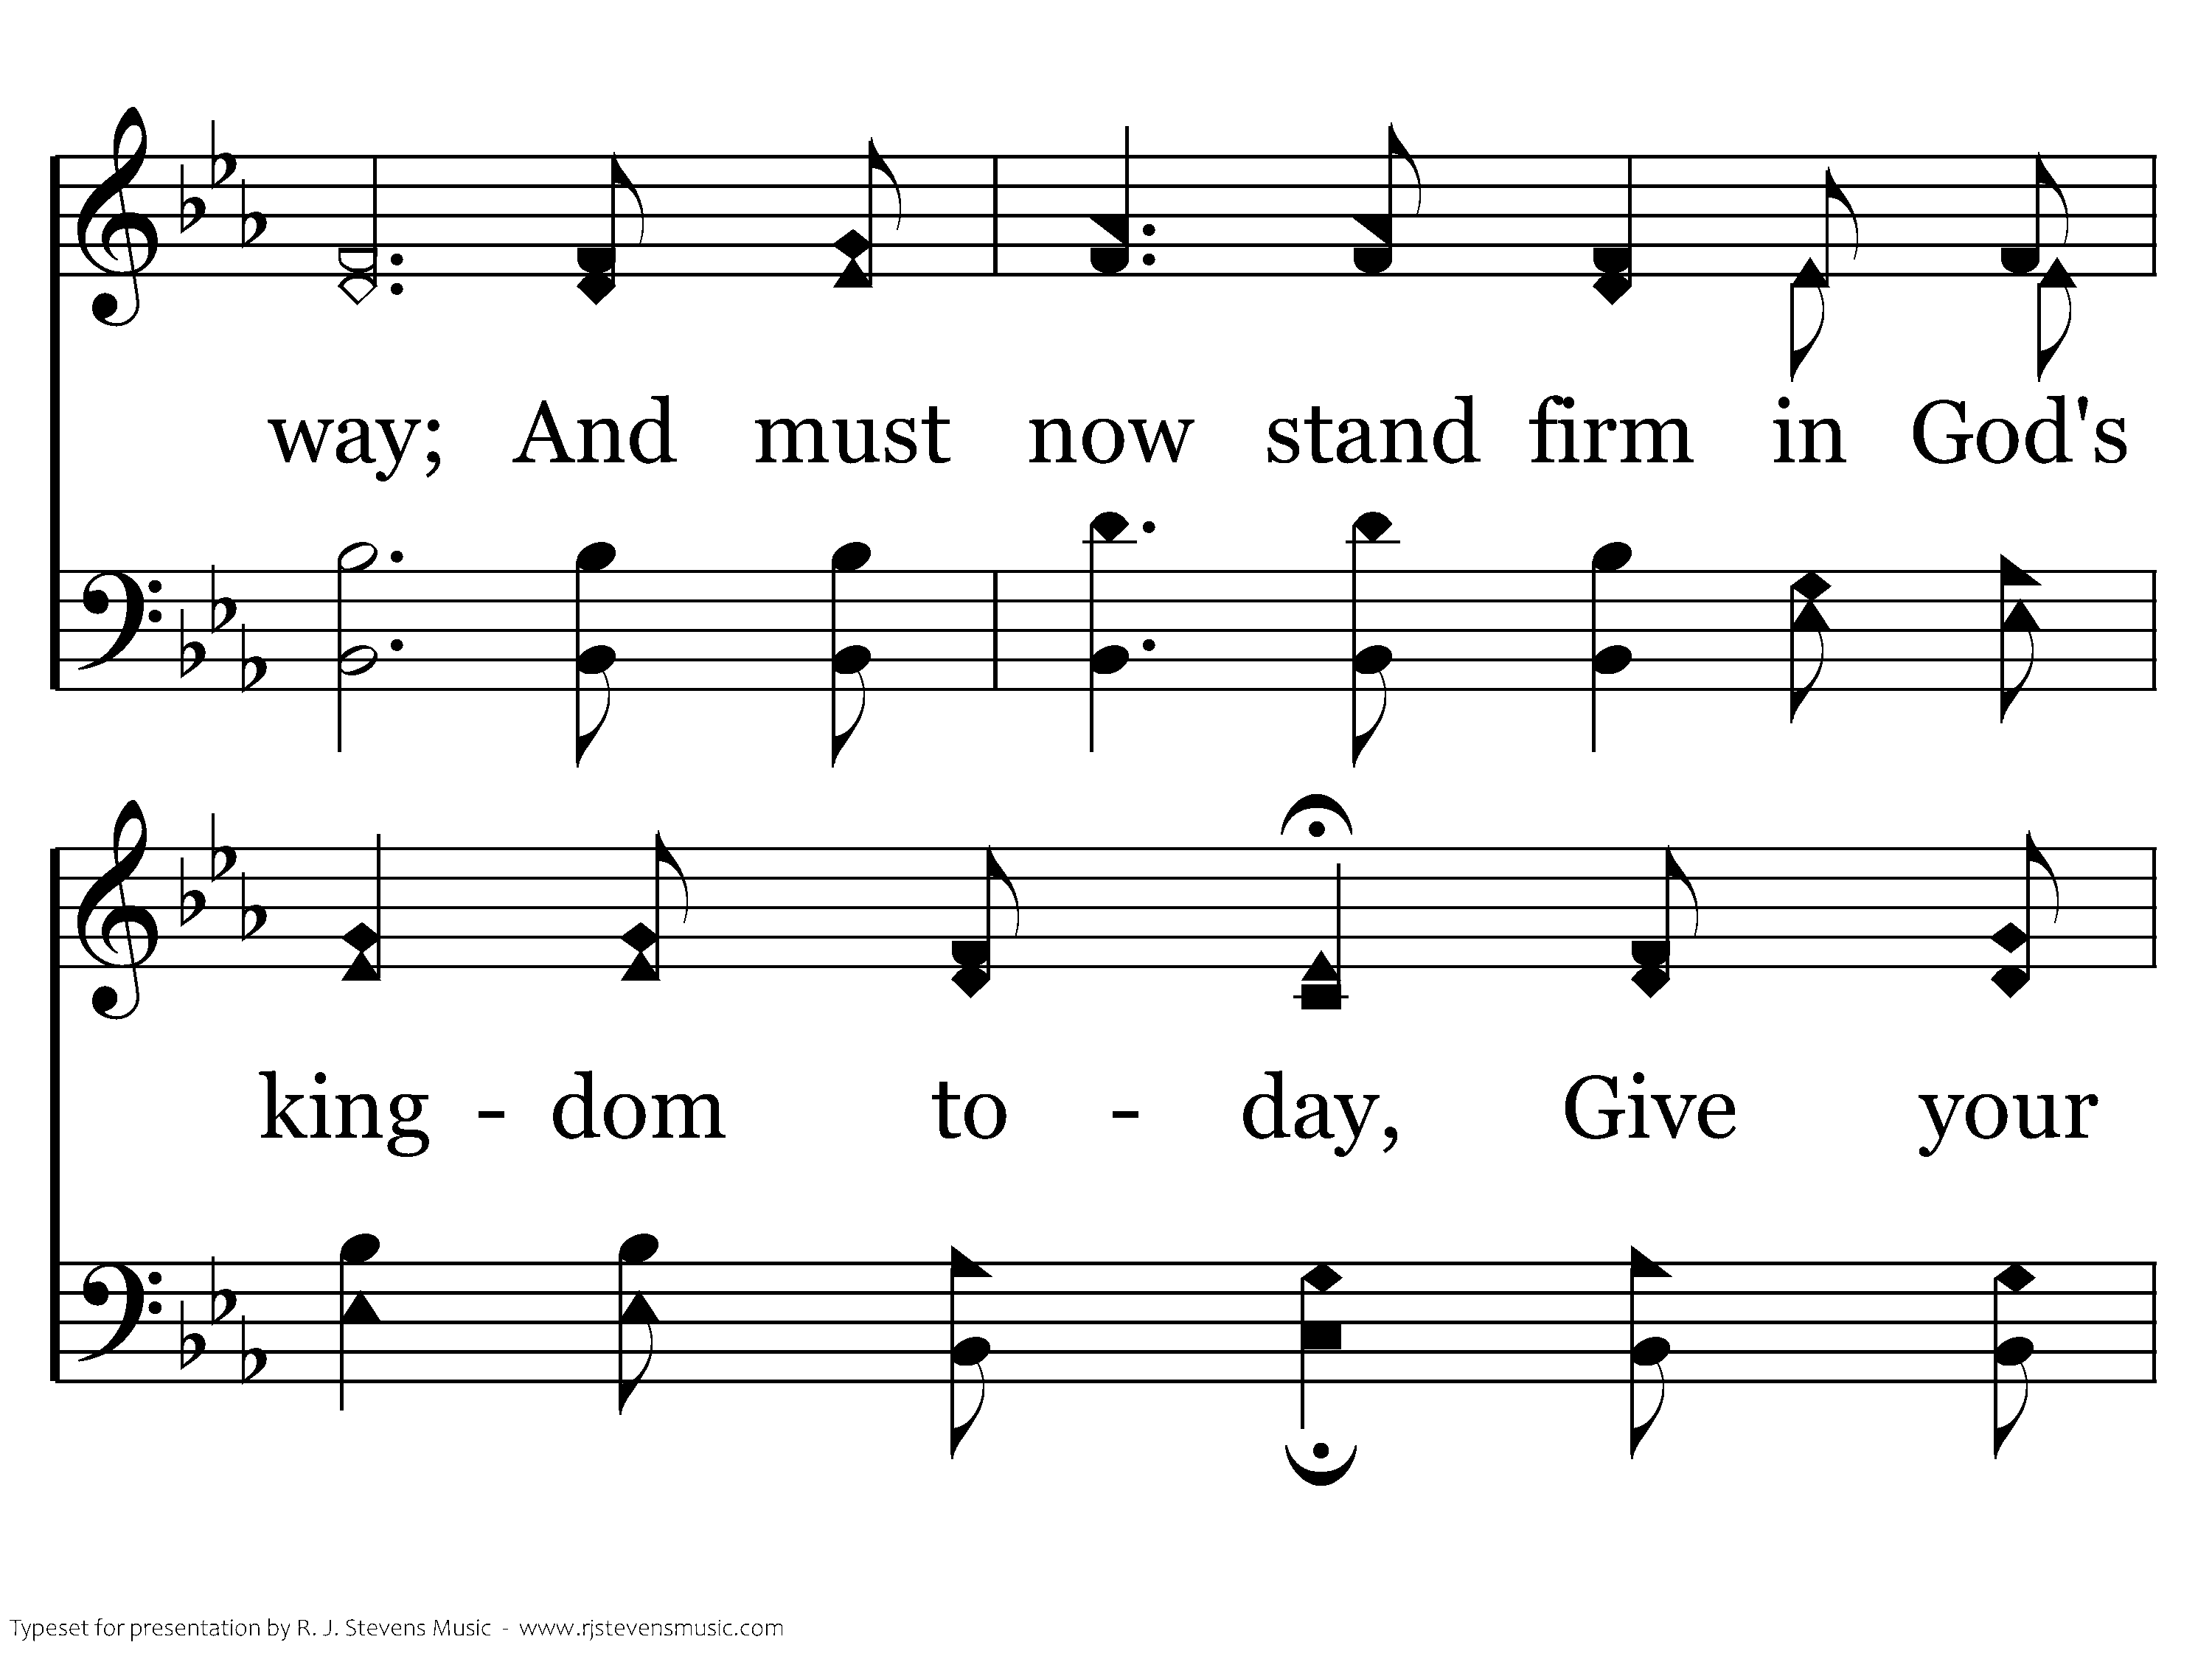 way; And must now stand firm in God's
king - dom to - day, Give your
Typeset for presentation by R. J. Stevens Music - www.rjstevensmusic.com